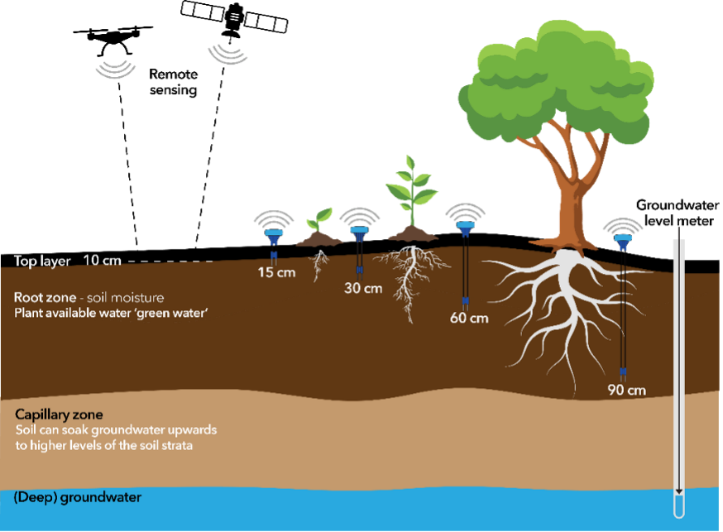 Remote
sensing
Groundwater
level meter
Top layer 10 cm
15 cm
30 cm
60 cm
90 cm
Root zone - soil moisture
Plant available water ‘green water’
Capillary zone
Soil can soak groundwater upwards
to higher levels of the soil strata
(Deep) groundwater